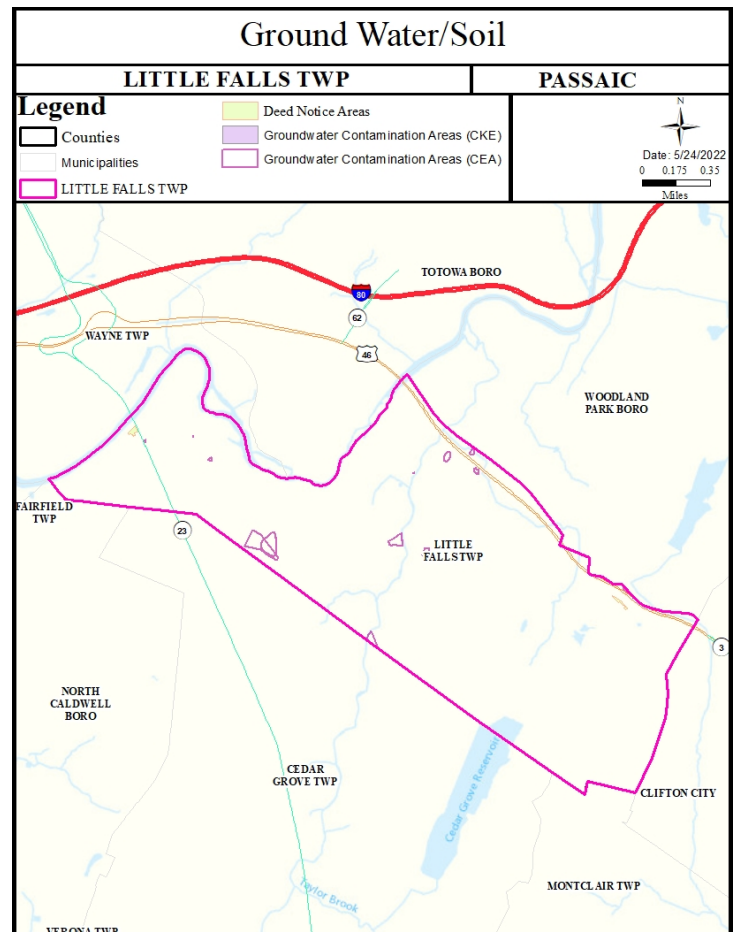 Ground Water/Soil
LITTLE FALLS TWP
PASSAIC
Legend
Counties
Municipalities
LITTLE FALLS TWP
Deed Notice Areas
Groundwater Contamination Areas (CKE)
Groundwater Contamination Areas (CEA)
N
Date: 5/24/2022
0 0.175 0.35
Miles
TOTOWA BORO
80
62
WAYNE TWP
46
WOODLAND
PARK BORO
FAIRFIELD
TWP
23
LITTLE
FALLS TWP
3
NORTH
CALDWELL
BORO
CEDAR
GROVE TWP
Cedar Grove Reservoir
CLIFTON CITY
MONTCLAIR TWP
Taylor Brook
VERONA TWP